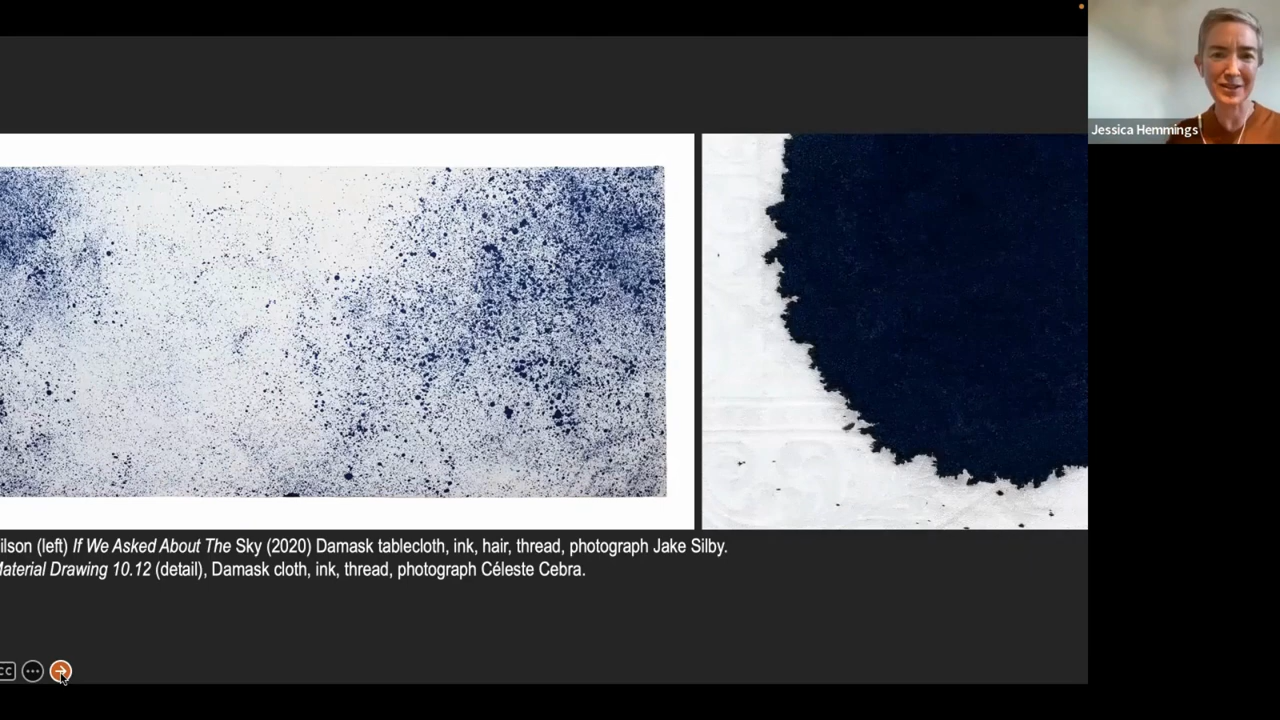 Jessica Hemmings
ilson (left) If We Asked About The Sky (2020) Damask tablecloth, ink, hair, thread, photograph Jake Silby.
Material Drawing 10.12 (detail), Damask cloth, ink, thread, photograph Céleste Cebra.
CC